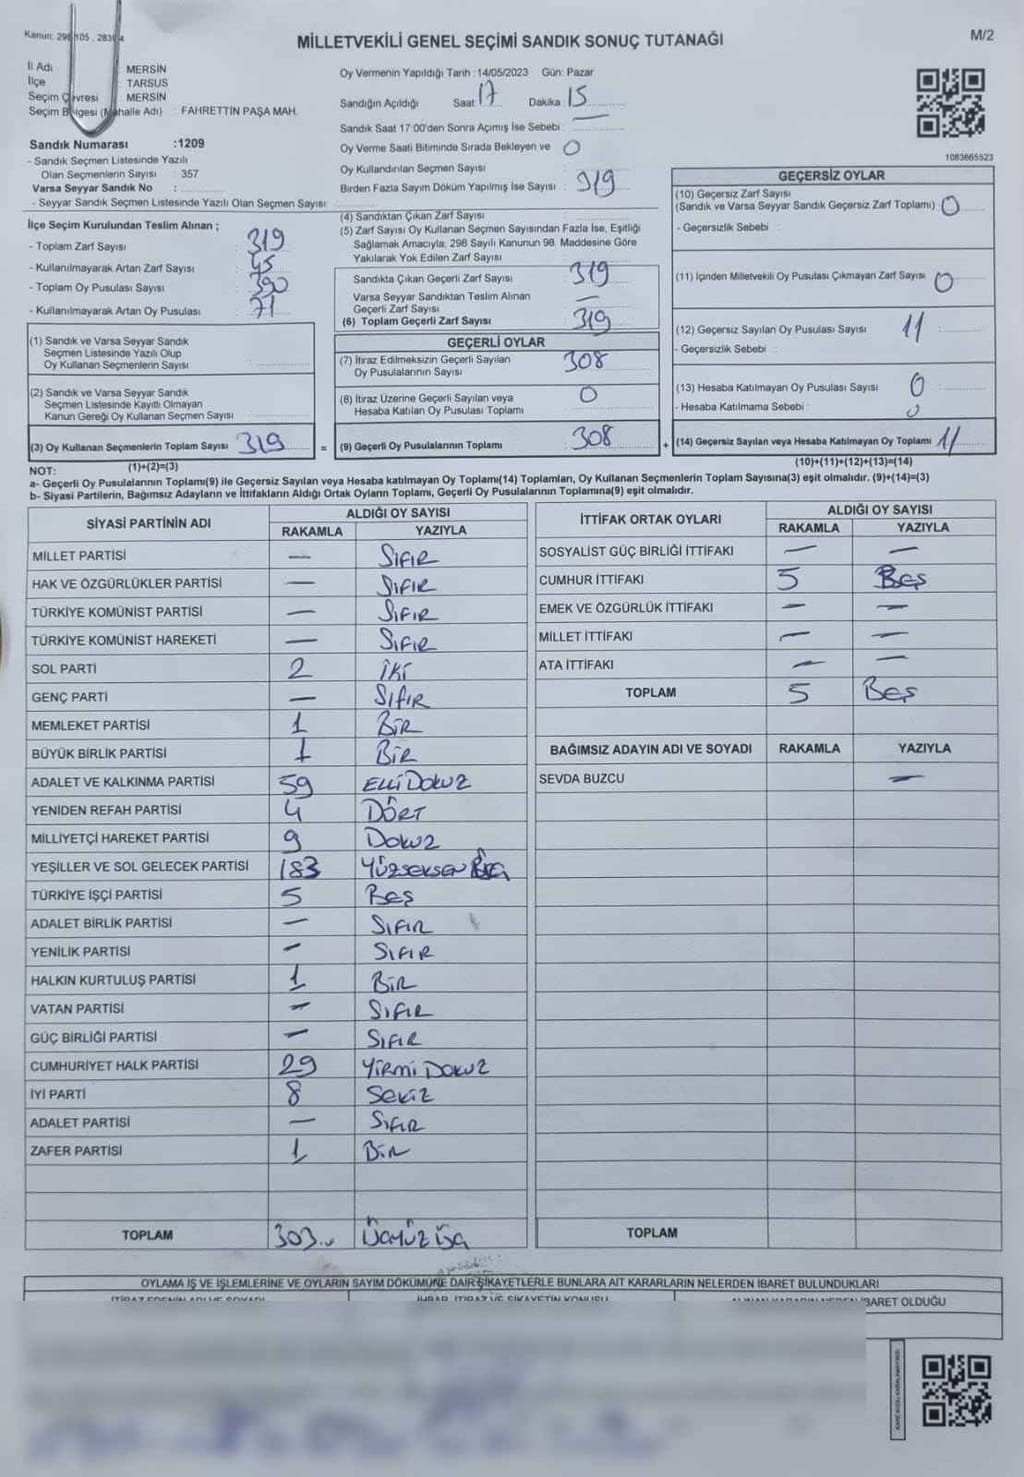 Kanun: 298
MİLLETVEKİLİ GENEL SEÇİMİ SANDIK SONUÇ TUTANAĞI
M/2
İl Adı : MERSİN
İlçe : TARSUS
Seçim Çevresi : MERSİN
Seçim Bölgesi (Mahalle Adı) : FAHRETTİN PAŞA MAH.
Sandık Numarası :1209
- Sandık Seçmen Listesinde Yazılı
Olan Seçmenlerin Sayısı : 357
Varsa Seyyar Sandık No :
- Seyyar Sandık Seçmen Listesinde Yazılı Olan Seçmen Sayısı:
Oy Vermenin Yapıldığı Tarih :14/05/2023 Gün: Pazar
Sandığın Açıldığı Saat 17 Dakika 15
Sandık Saat 17:00'den Sonra Açılmış İse Sebebi :
Oy Verme Saati Bitiminde Sırada Bekleyen ve 0
Oy Kullandırılan Seçmen Sayısı
Birden Fazla Sayım Döküm Yapılmış İse Sayısı : 319
1083665523
İlçe Seçim Kurulundan Teslim Alınan ;
- Toplam Zarf Sayısı : 319
- Kullanılmayarak Artan Zarf Sayısı : 45
- Toplam Oy Pusulası Sayısı : 390
- Kullanılmayarak Artan Oy Pusulası : 71
(1) Sandık ve Varsa Seyyar Sandık
Seçmen Listesinde Yazılı Olup
Oy Kullanan Seçmenlerin Sayısı
(2) Sandık ve Varsa Seyyar Sandık
Seçmen Listesinde Kayıtlı Olmayan
Kanun Gereği Oy Kullanan Seçmen Sayısı
(3) Oy Kullanan Seçmenlerin Toplam Sayısı 319
(4) Sandıktan Çıkan Zarf Sayısı :
(5) Zarf Sayısı Oy Kullanan Seçmen Sayısından Fazla İse, Eşitliği
Sağlamak Amacıyla, 298 Sayılı Kanunun 98. Maddesine Göre
Yakılarak Yok Edilen Zarf Sayısı :
Sandıkta Çıkan Geçerli Zarf Sayısı : 319
Varsa Seyyar Sandıktan Teslim Alınan
Geçerli Zarf Sayısı : —
(6) Toplam Geçerli Zarf Sayısı : 319
GEÇERLİ OYLAR
(7) İtiraz Edilmeksizin Geçerli Sayılan 308
Oy Pusulalarının Sayısı
(8) İtiraz Üzerine Geçerli Sayılan veya 0
Hesaba Katılan Oy Pusulası Toplamı
= (9) Geçerli Oy Pusulalarının Toplamı 308
GEÇERSİZ OYLAR
(10) Geçersiz Zarf Sayısı
(Sandık ve Varsa Seyyar Sandık Geçersiz Zarf Toplamı) : 0
- Geçersizlik Sebebi :
(11) İçinden Milletvekili Oy Pusulası Çıkmayan Zarf Sayısı : 0
(12) Geçersiz Sayılan Oy Pusulası Sayısı : 11
- Geçersizlik Sebebi :
(13) Hesaba Katılmayan Oy Pusulası Sayısı : 0
- Hesaba Katılmama Sebebi : 0
+ (14) Geçersiz Sayılan veya Hesaba Katılmayan Oy Toplamı 11
NOT: (1)+(2)=(3)
(10)+(11)+(12)+(13)=(14)
a- Geçerli Oy Pusulalarının Toplamı(9) ile Geçersiz Sayılan veya Hesaba katılmayan Oy Toplamı(14) Toplamları, Oy Kullanan Seçmenlerin Toplam Sayısına(3) eşit olmalıdır. (9)+(14)=(3)
b- Siyasi Partilerin, Bağımsız Adayların ve İttifakların Aldığı Ortak Oyların Toplamı, Geçerli Oy Pusulalarının Toplamına(9) eşit olmalıdır.
SİYASİ PARTİNİN ADI
ALDIĞI OY SAYISI
RAKAMLA YAZIYLA
MİLLET PARTİSİ — SIFIR
HAK VE ÖZGÜRLÜKLER PARTİSİ — SIFIR
TÜRKİYE KOMÜNİST PARTİSİ — SIFIR
TÜRKİYE KOMÜNİST HAREKETİ — SIFIR
SOL PARTİ 2 İKİ
GENÇ PARTİ — SIFIR
MEMLEKET PARTİSİ 1 BİR
BÜYÜK BİRLİK PARTİSİ 1 BİR
ADALET VE KALKINMA PARTİSİ 59 ELLİ DOKUZ
YENİDEN REFAH PARTİSİ 4 DÖRT
MİLLİYETÇİ HAREKET PARTİSİ 9 DOKUZ
YEŞİLLER VE SOL GELECEK PARTİSİ 183 YÜZSEKSEN
TÜRKİYE İŞÇİ PARTİSİ 5 BEŞ
ADALET BİRLİK PARTİSİ — SIFIR
YENİLİK PARTİSİ — SIFIR
HALKIN KURTULUŞ PARTİSİ 1 BİR
VATAN PARTİSİ — SIFIR
GÜÇ BİRLİĞİ PARTİSİ — SIFIR
CUMHURİYET HALK PARTİSİ 29 YİRMİ DOKUZ
İYİ PARTİ 8 SEKİZ
ADALET PARTİSİ — SIFIR
ZAFER PARTİSİ 1 BİR
TOPLAM 303
İTTİFAK ORTAK OYLARI
ALDIĞI OY SAYISI
RAKAMLA YAZIYLA
SOSYALİST GÜÇ BİRLİĞİ İTTİFAKI — —
CUMHUR İTTİFAKI 5 BEŞ
EMEK VE ÖZGÜRLÜK İTTİFAKI — —
MİLLET İTTİFAKI — —
ATA İTTİFAKI — —
TOPLAM 5 BEŞ
BAĞIMSIZ ADAYIN ADI VE SOYADI RAKAMLA YAZIYLA
SEVDA BUZCU —
TOPLAM
OYLAMA İŞ VE İŞLEMLERİNE VE OYLARIN SAYIM DÖKÜMÜNE DAİR ŞİKAYETLERLE BUNLARA AİT KARARLARIN NELERDEN İBARET BULUNDUKLARI
İBARET OLDUĞU